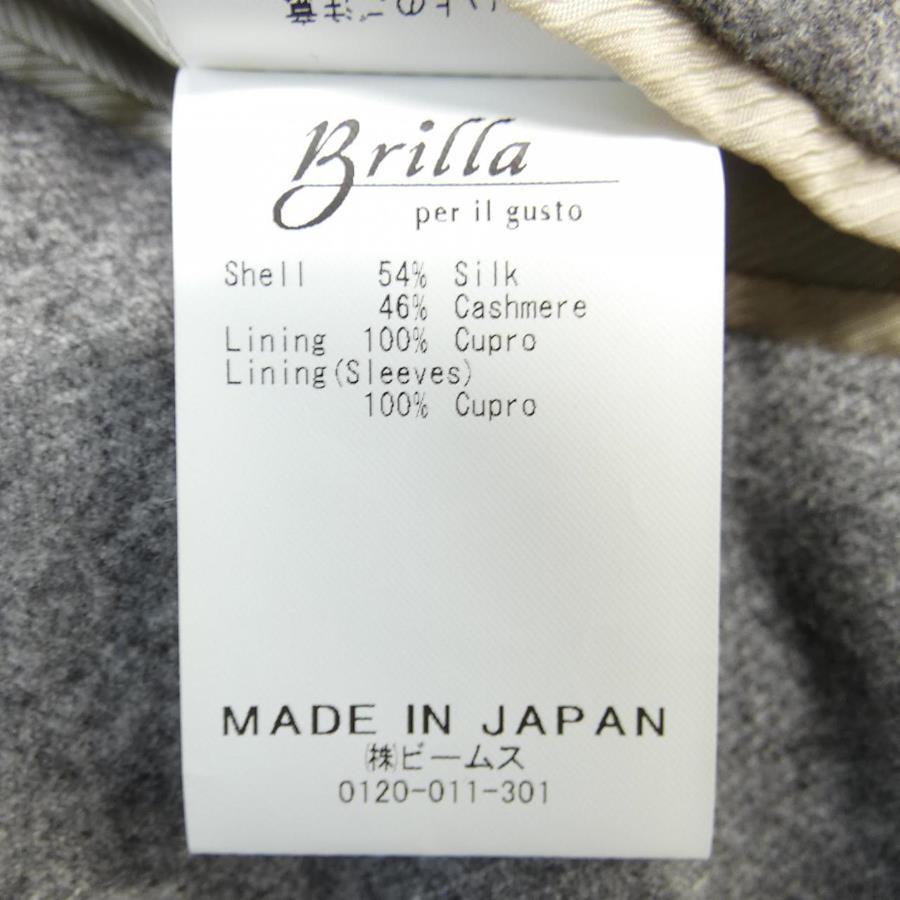 Brilla
per il gusto
Shell 54% Silk
46% Cashmere
Lining 100% Cupro
Lining(Sleeves)
100% Cupro
MADE IN JAPAN
㈱ビームス
0120-011-301